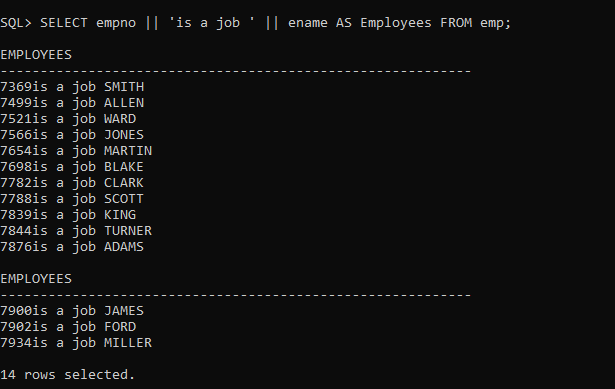 SQL> SELECT empno || 'is a job ' || ename AS Employees FROM emp;
EMPLOYEES
-----------------------------------------------------------
7369is a job SMITH
7499is a job ALLEN
7521is a job WARD
7566is a job JONES
7654is a job MARTIN
7698is a job BLAKE
7782is a job CLARK
7788is a job SCOTT
7839is a job KING
7844is a job TURNER
7876is a job ADAMS
EMPLOYEES
-----------------------------------------------------------
7900is a job JAMES
7902is a job FORD
7934is a job MILLER
14 rows selected.